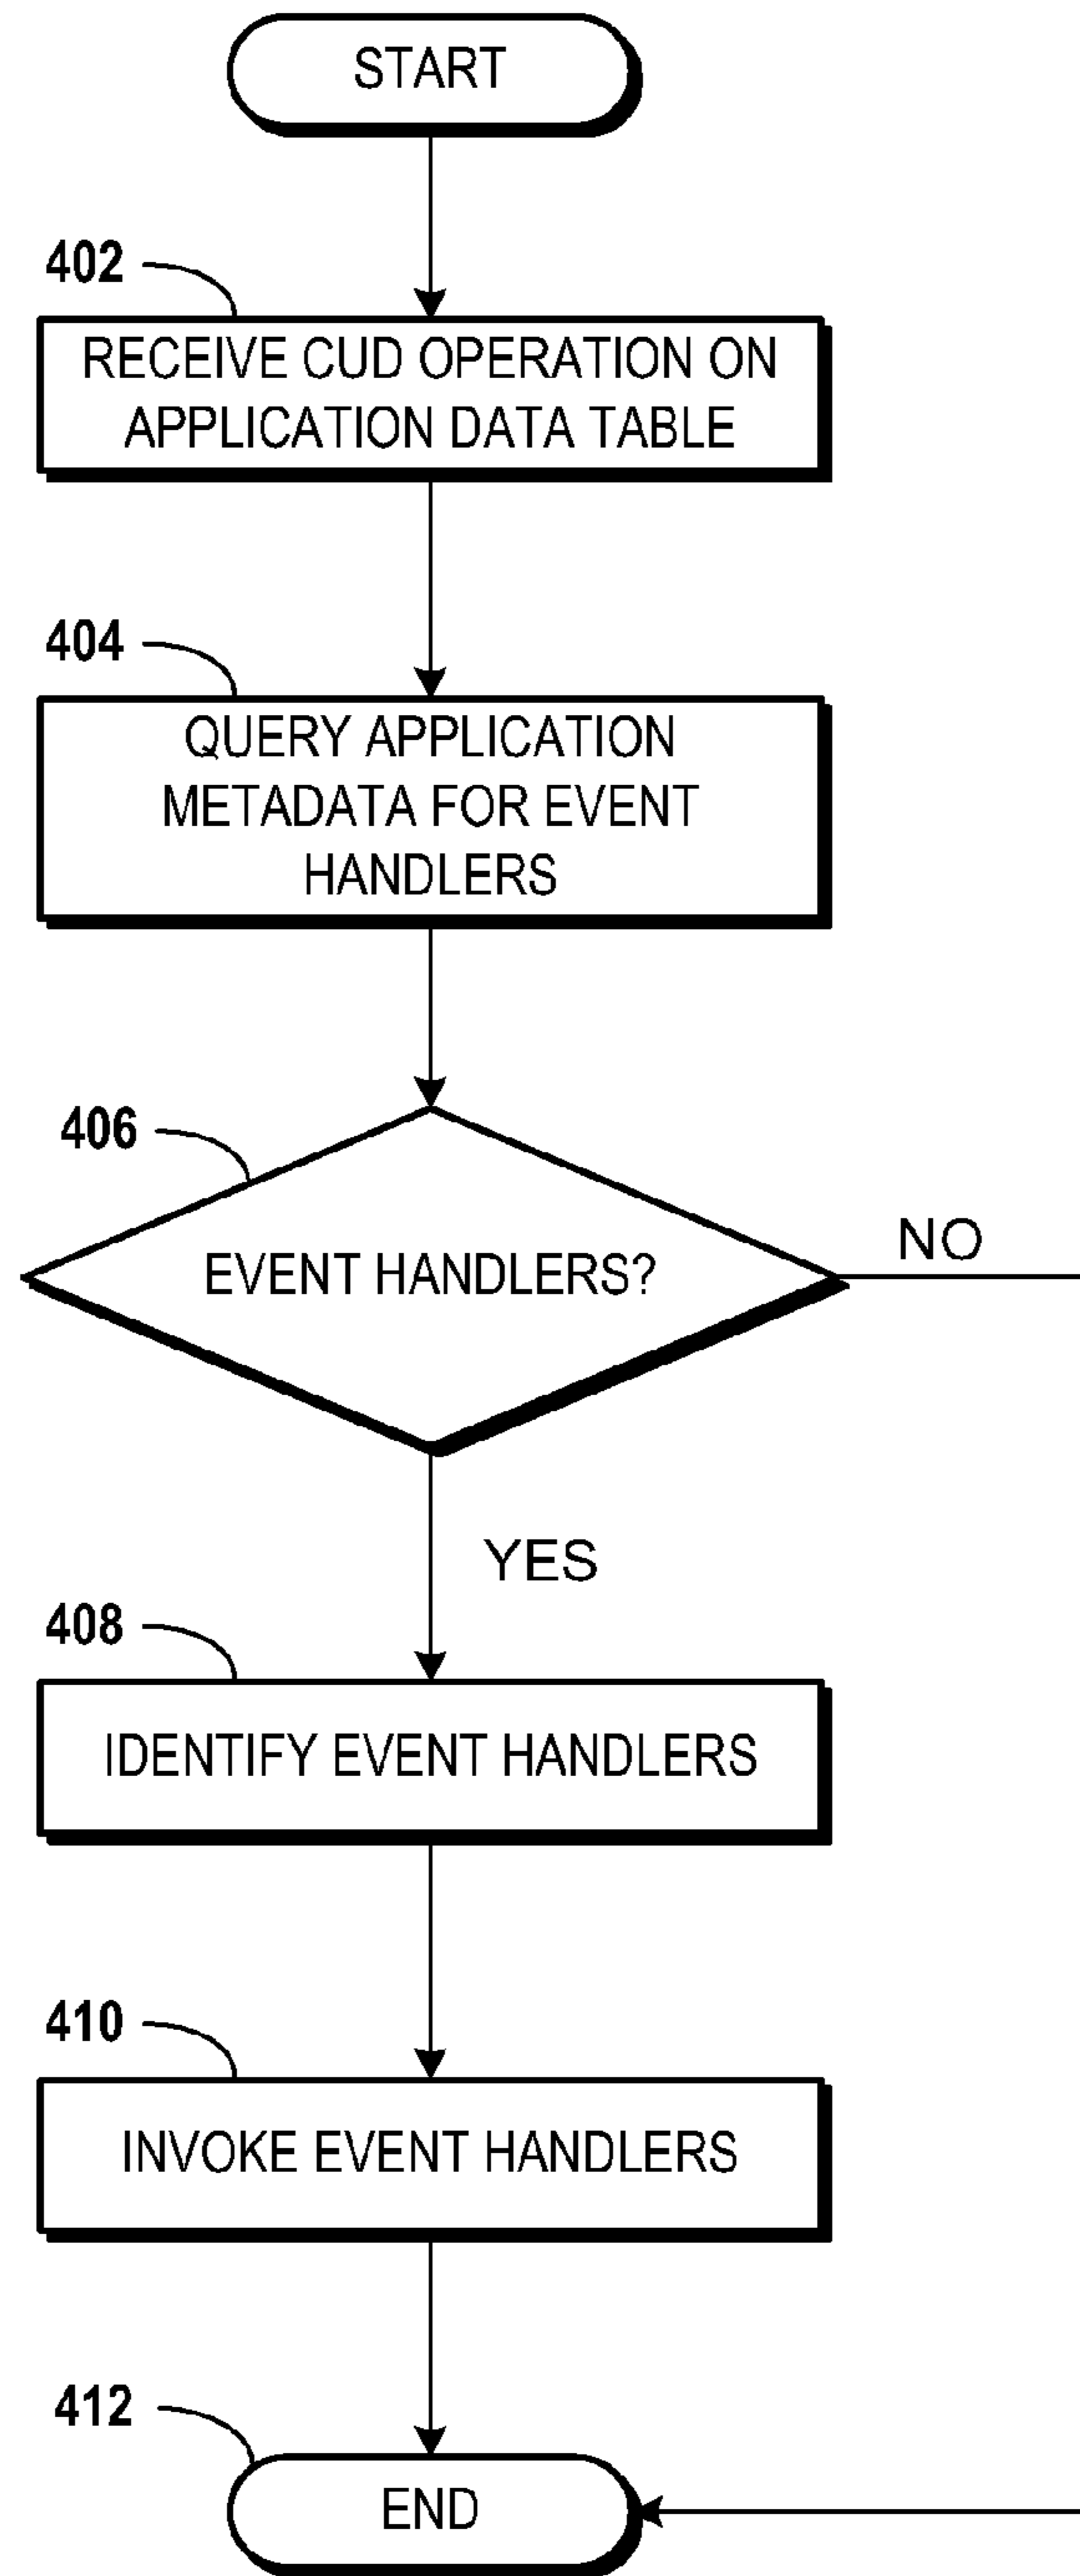 START
402
RECEIVE CUD OPERATION ON
APPLICATION DATA TABLE
404
QUERY APPLICATION
METADATA FOR EVENT
HANDLERS
406
EVENT HANDLERS?
NO
YES
408
IDENTIFY EVENT HANDLERS
410
INVOKE EVENT HANDLERS
412
END